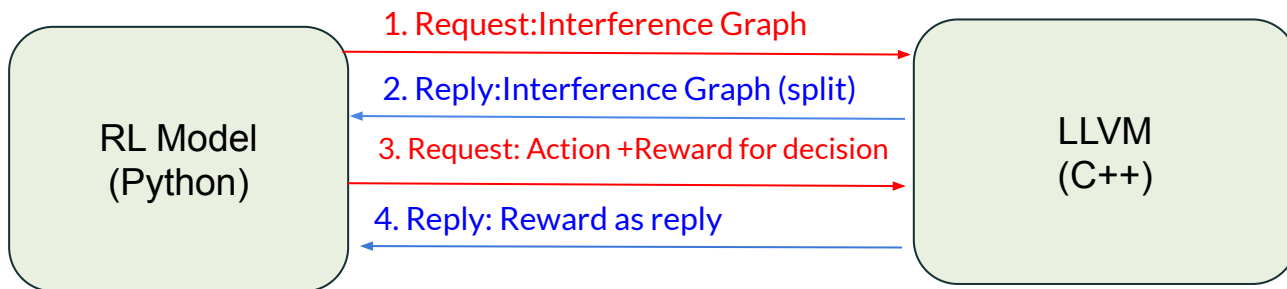 1. Request:Interference Graph
2. Reply:Interference Graph (split)
3. Request: Action +Reward for decision
4. Reply: Reward as reply
RL Model
(Python)
LLVM
(C++)